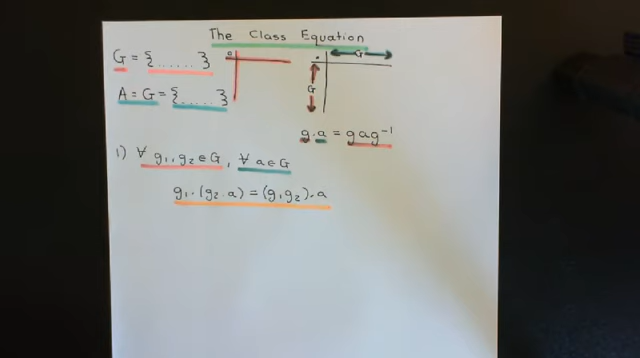 The Class Equation
G = {......}
∘
· G
G
A = G = {.....}
g·a = gag⁻¹
1) ∀ g₁, g₂ ∈ G, ∀ a ∈ G
g₁·(g₂·a) = (g₁g₂)·a